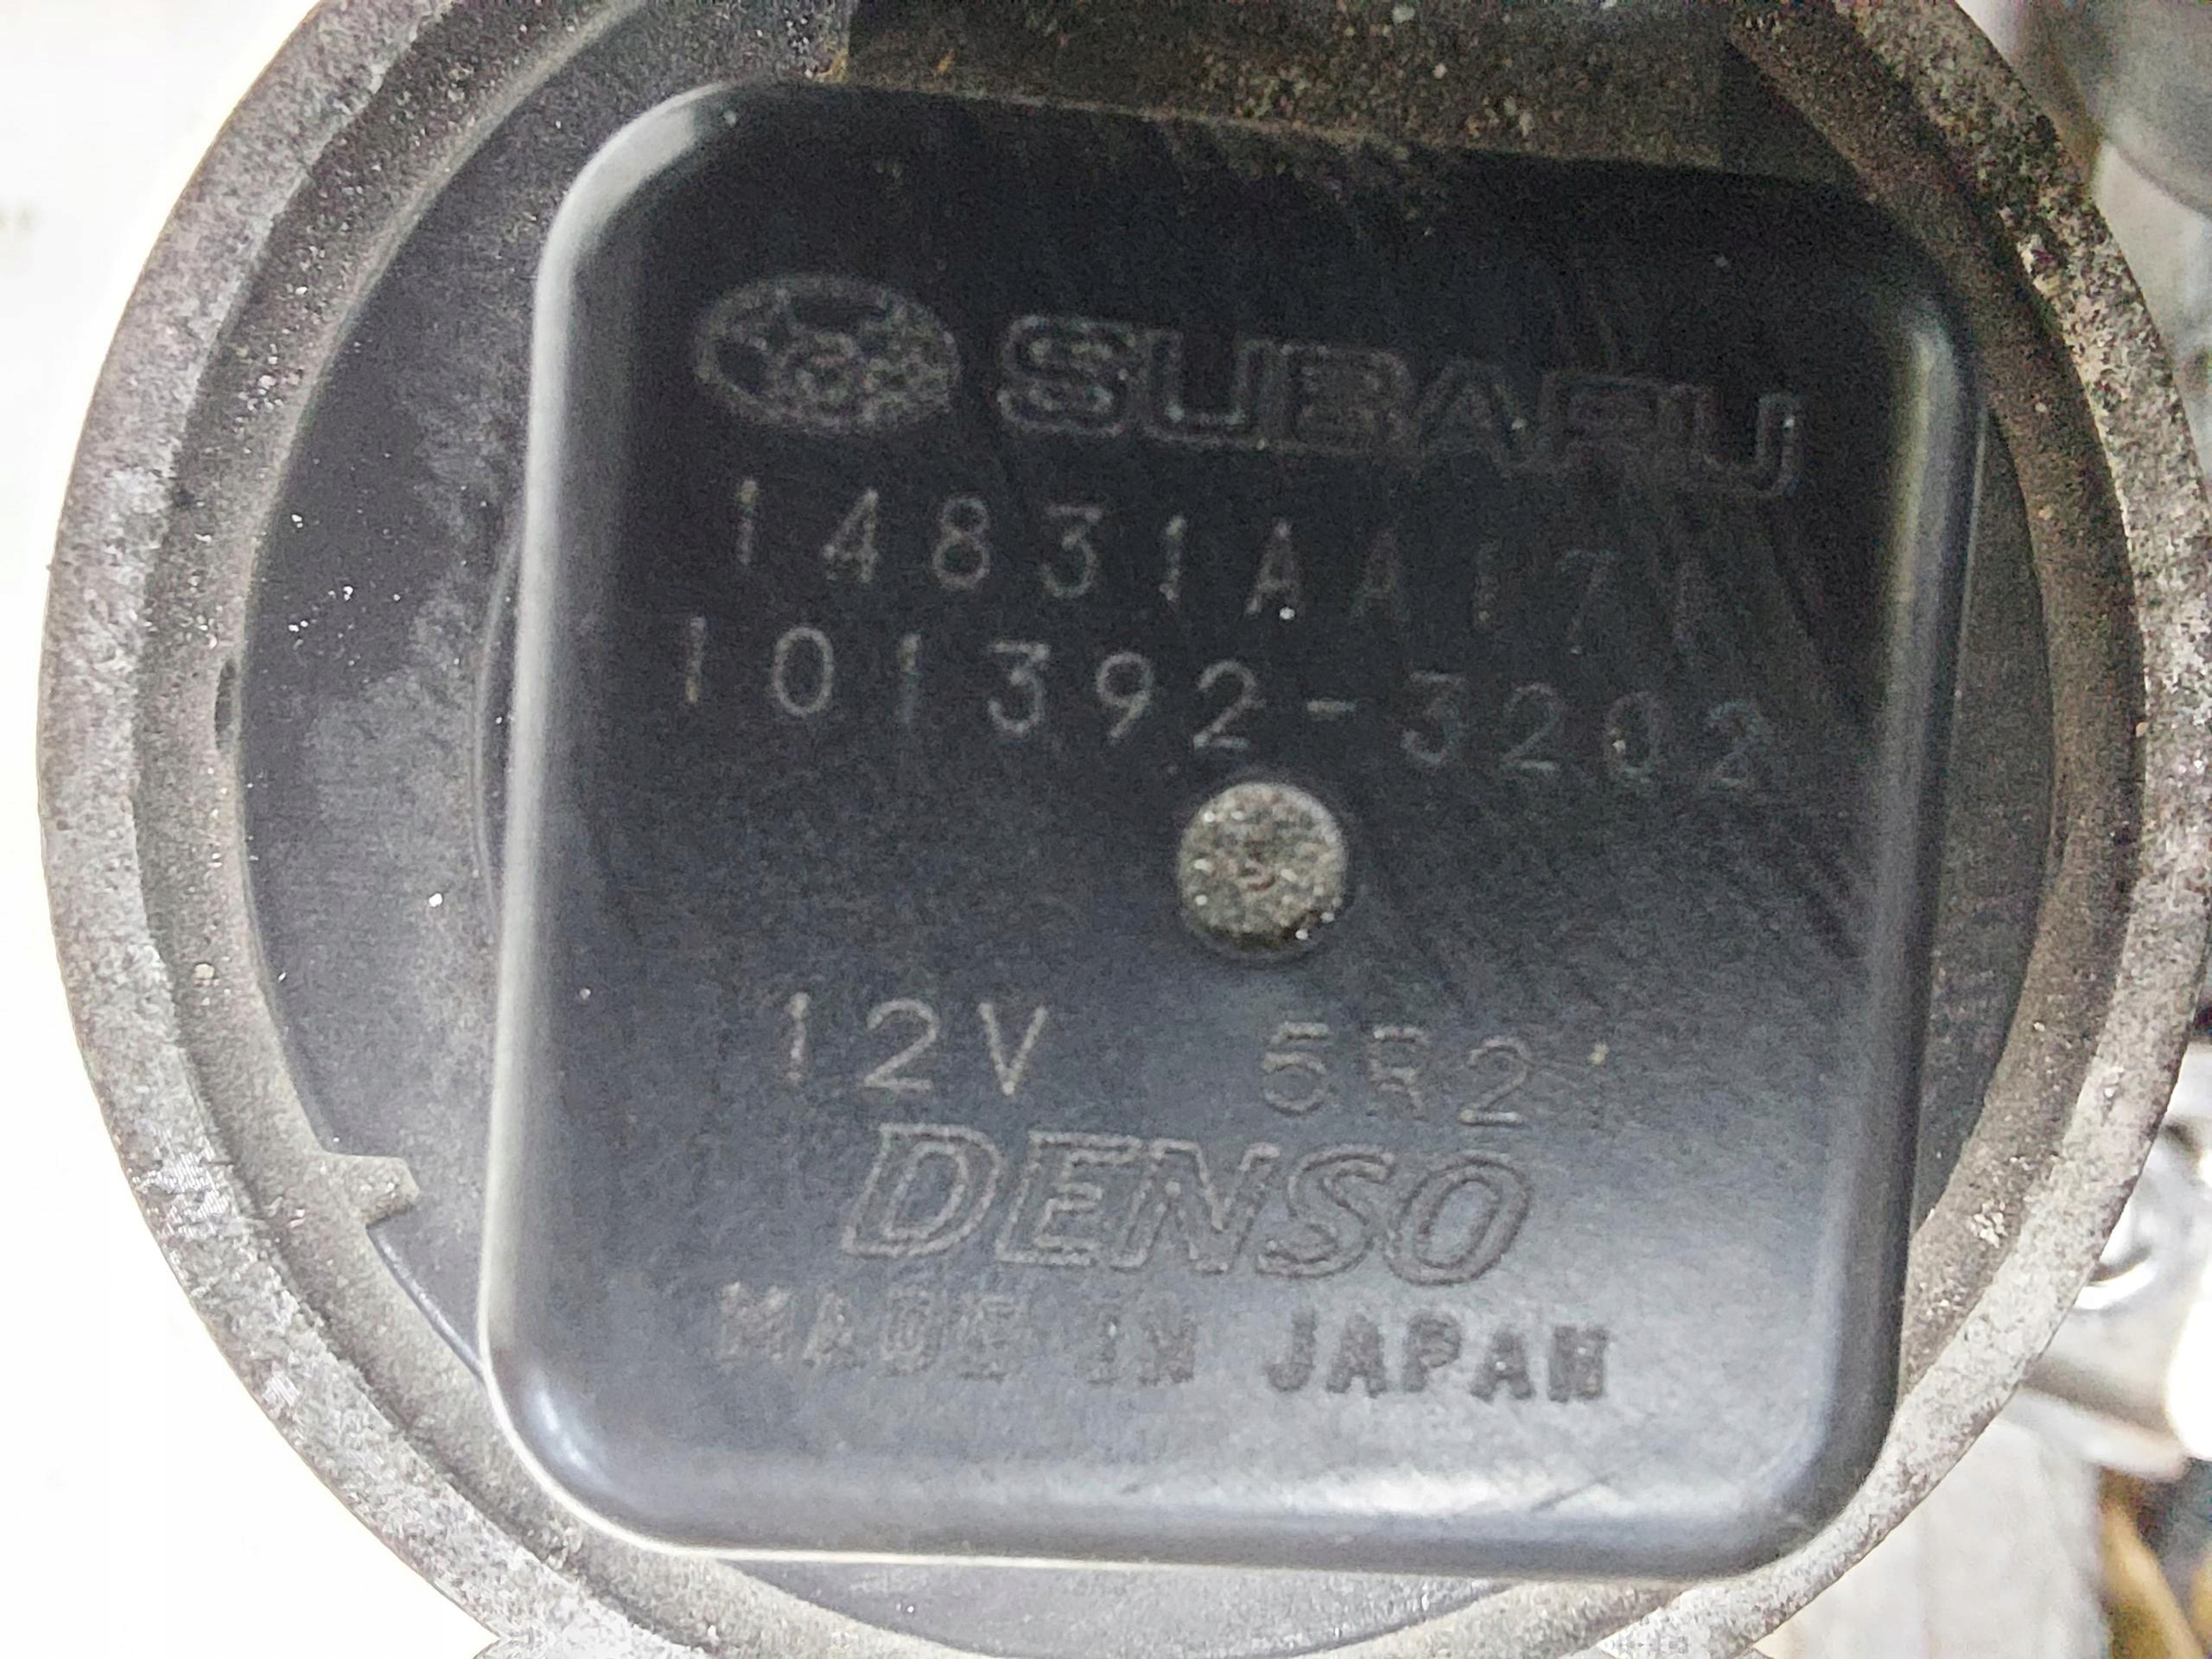 SUBARU
14831AA17
101392-3202
12V 5R2
DENSO
MADE IN JAPAN